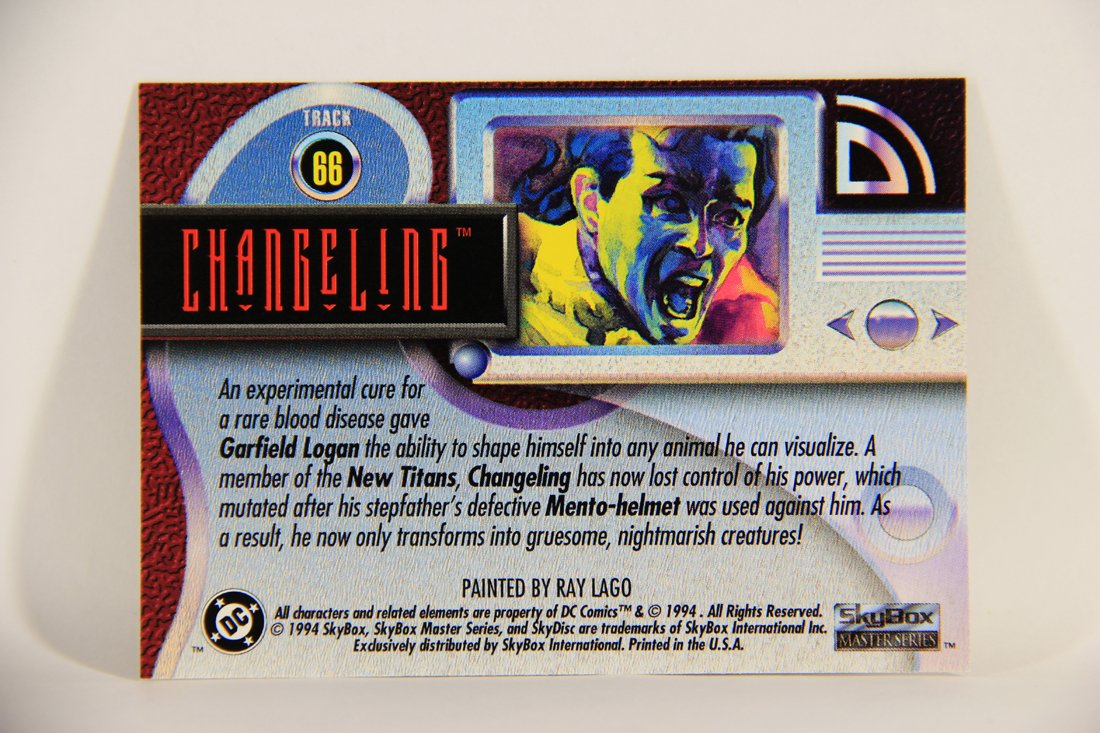 TRACK
66
CHANGELING™
An experimental cure for
a rare blood disease gave
Garfield Logan the ability to shape himself into any animal he can visualize. A
member of the New Titans, Changeling has now lost control of his power, which
mutated after his stepfather's defective Mento-helmet was used against him. As
a result, he now only transforms into gruesome, nightmarish creatures!
PAINTED BY RAY LAGO
All characters and related elements are property of DC Comics™ & © 1994 . All Rights Reserved.
© 1994 SkyBox, SkyBox Master Series, and SkyDisc are trademarks of SkyBox International Inc.
Exclusively distributed by SkyBox International. Printed in the U.S.A.
DC
™
SKYBOX
MASTER SERIES
™